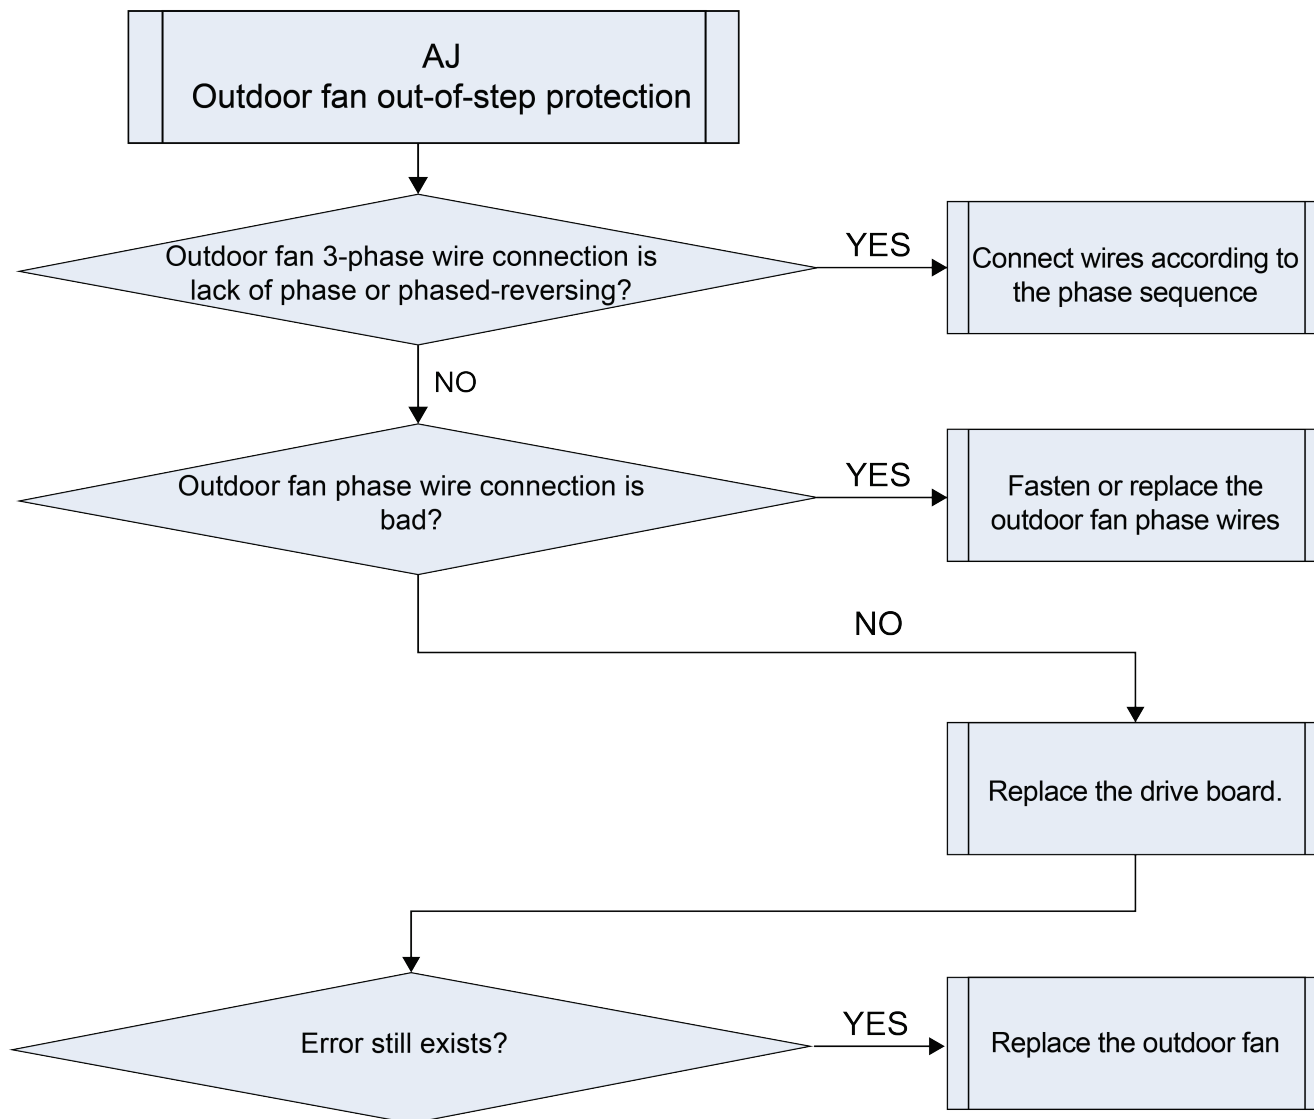 AJ
Outdoor fan out-of-step protection
Outdoor fan 3-phase wire connection is
lack of phase or phased-reversing?
YES
Connect wires according to
the phase sequence
NO
Outdoor fan phase wire connection is
bad?
YES
Fasten or replace the
outdoor fan phase wires
NO
Replace the drive board.
Error still exists?
YES
Replace the outdoor fan